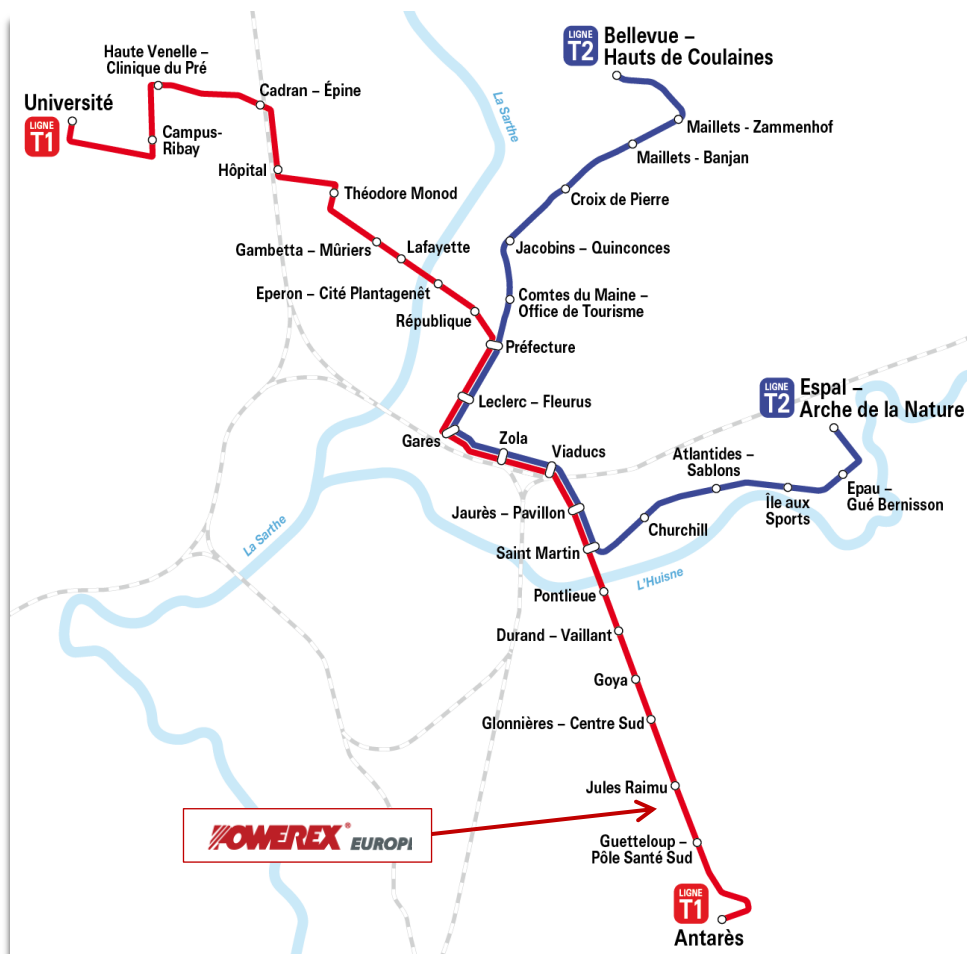 LIGNE
T2
Bellevue –
Hauts de Coulaines
Haute Venelle –
Clinique du Pré
Université
LIGNE
T1
Campus-
Ribay
Cadran – Épine
La Sarthe
Maillets - Zammenhof
Maillets - Banjan
Hôpital
Théodore Monod
Croix de Pierre
Gambetta – Mûriers
Lafayette
Jacobins – Quinconces
Eperon – Cité Plantagenêt
Comtes du Maine –
Office de Tourisme
République
Préfecture
LIGNE
T2
Espal –
Arche de la Nature
Leclerc – Fleurus
Gares
Zola
Viaducs
Atlantides –
Sablons
Epau –
Gué Bernisson
Île aux
Sports
Jaurès – Pavillon
Churchill
La Sarthe
Saint Martin
L'Huisne
Pontlieue
Durand – Vaillant
Goya
Glonnières – Centre Sud
Jules Raimu
POWEREX® EUROPE
Guetteloup –
Pôle Santé Sud
LIGNE
T1
Antarès